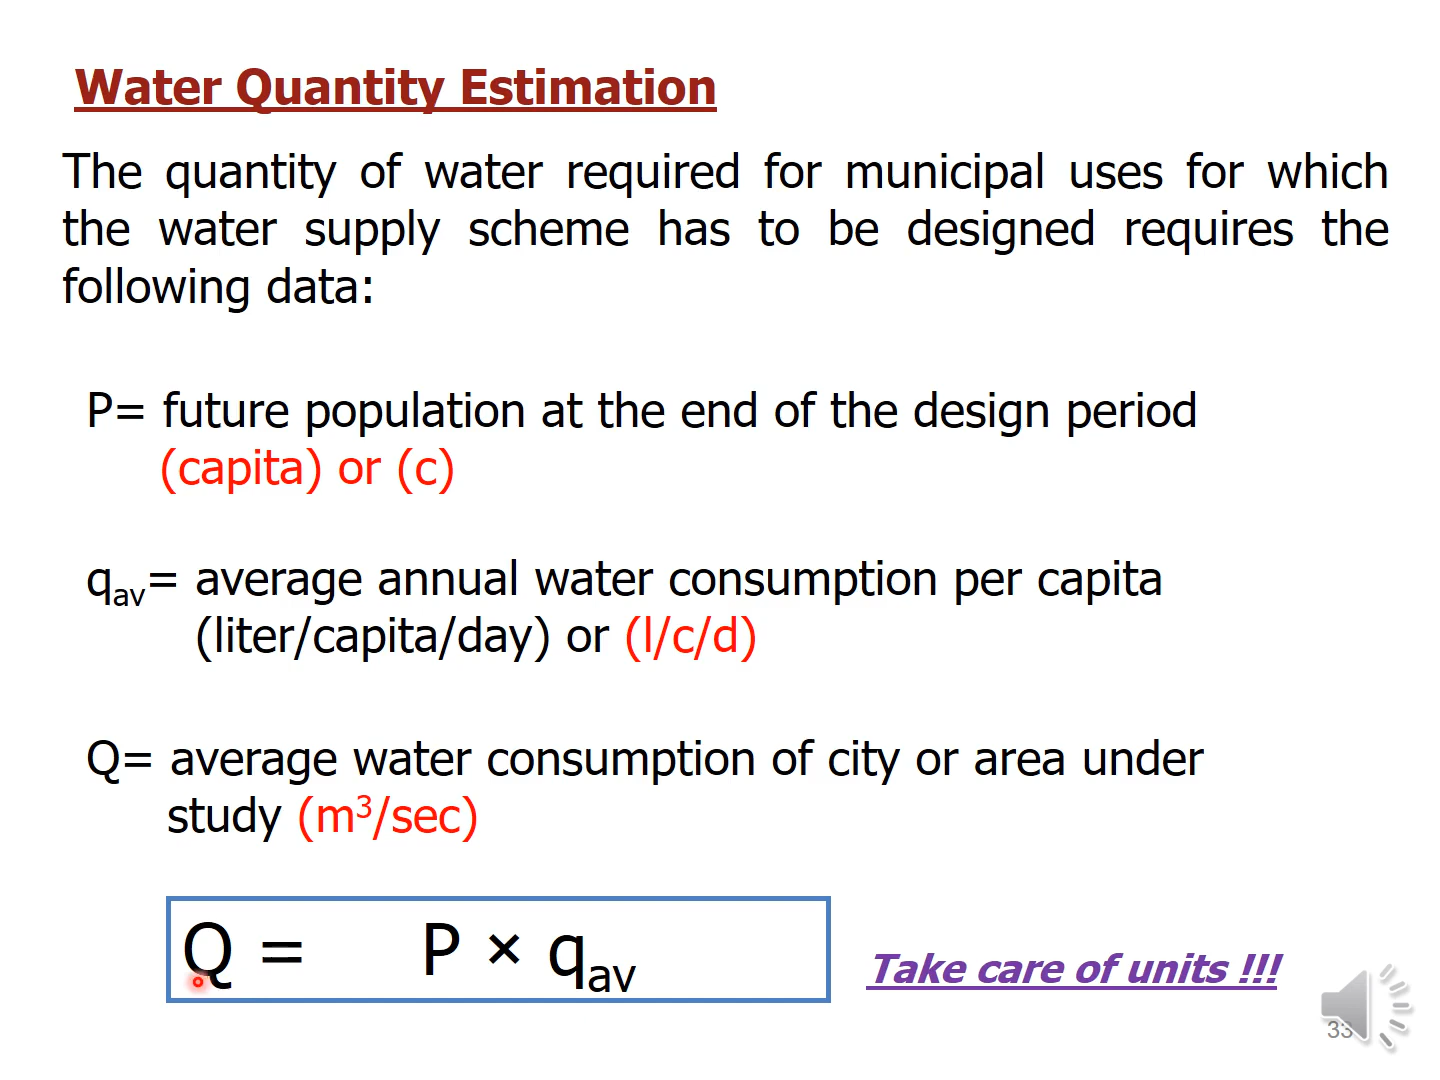 Water Quantity Estimation
The quantity of water required for municipal uses for which
the water supply scheme has to be designed requires the
following data:
P= future population at the end of the design period
(capita) or (c)
qav= average annual water consumption per capita
(liter/capita/day) or (l/c/d)
Q= average water consumption of city or area under
study (m³/sec)
Q = P × qav
Take care of units !!!
33